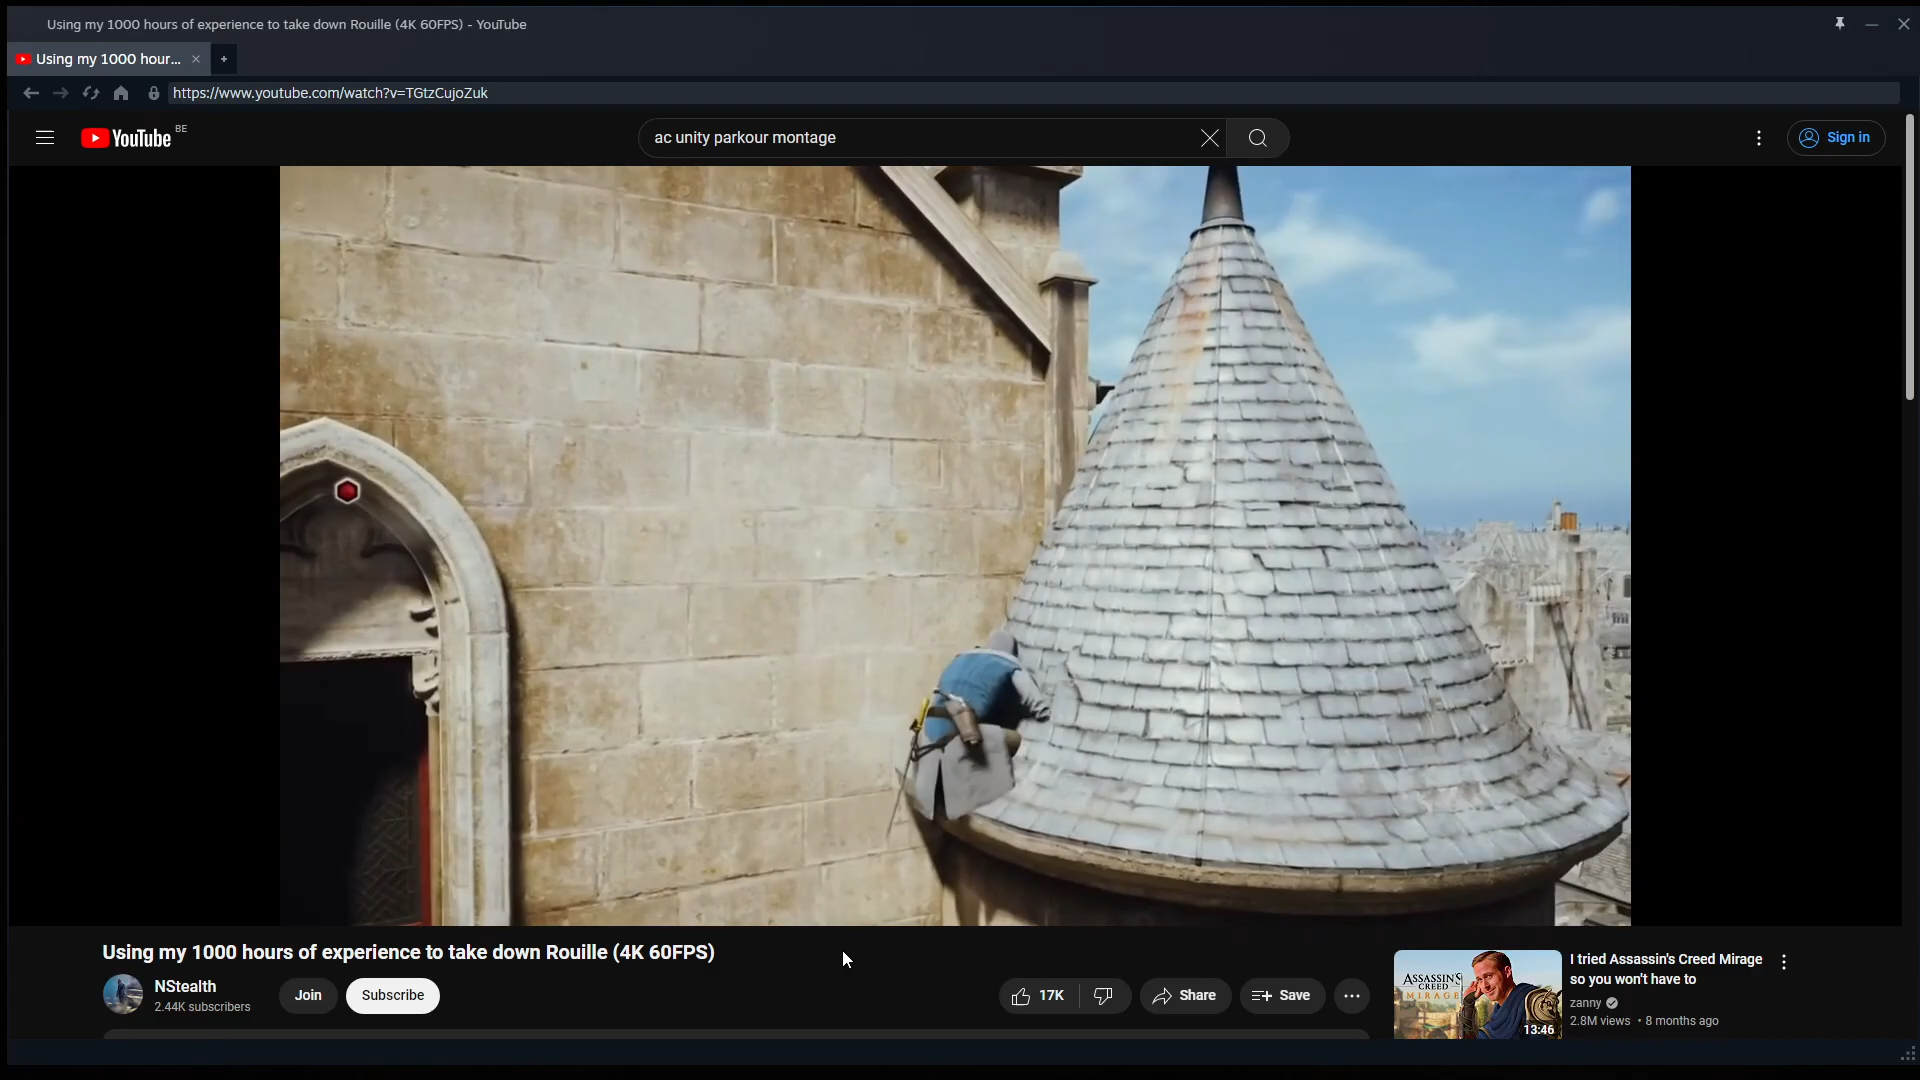 Using my 1000 hours of experience to take down Rouille (4K 60FPS) - YouTube
Using my 1000 hour...
https://www.youtube.com/watch?v=TGtzCujoZuk
YouTube BE
ac unity parkour montage
Sign in
Using my 1000 hours of experience to take down Rouille (4K 60FPS)
NStealth
2.44K subscribers
Join
Subscribe
17K
Share
Save
ASSASSIN'S
CREED
MIRAGE
13:46
I tried Assassin's Creed Mirage
so you won't have to
zanny
2.8M views • 8 months ago